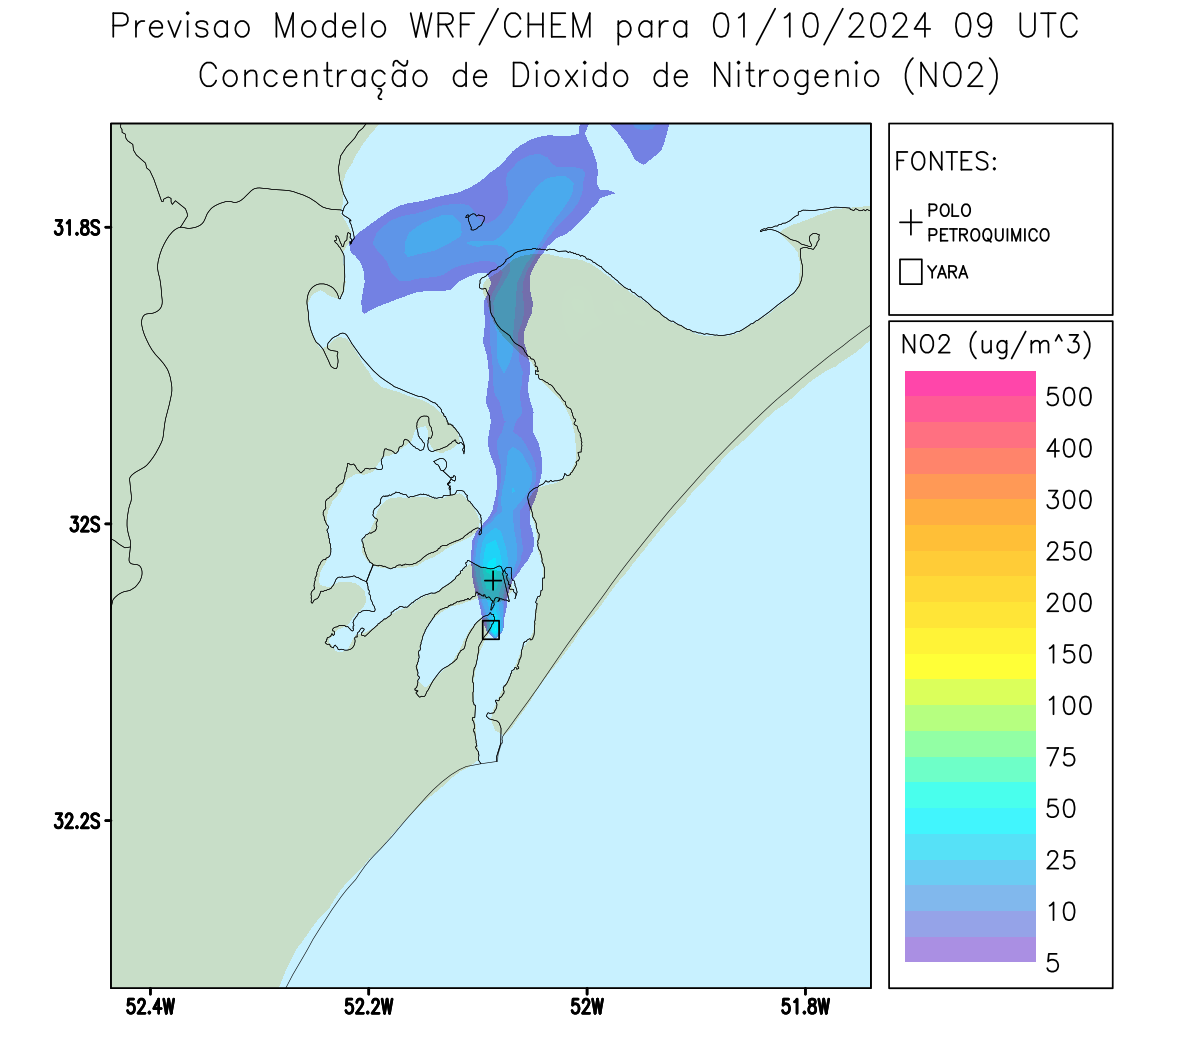 Previsao Modelo WRF/CHEM para 01/10/2024 09 UTC
Concentração de Dioxido de Nitrogenio (NO2)
FONTES:
POLO
PETROQUIMICO
YARA
NO2 (ug/m^3)
500
400
300
250
200
150
100
75
50
25
10
5
31.8S
32S
32.2S
52.4W
52.2W
52W
51.8W